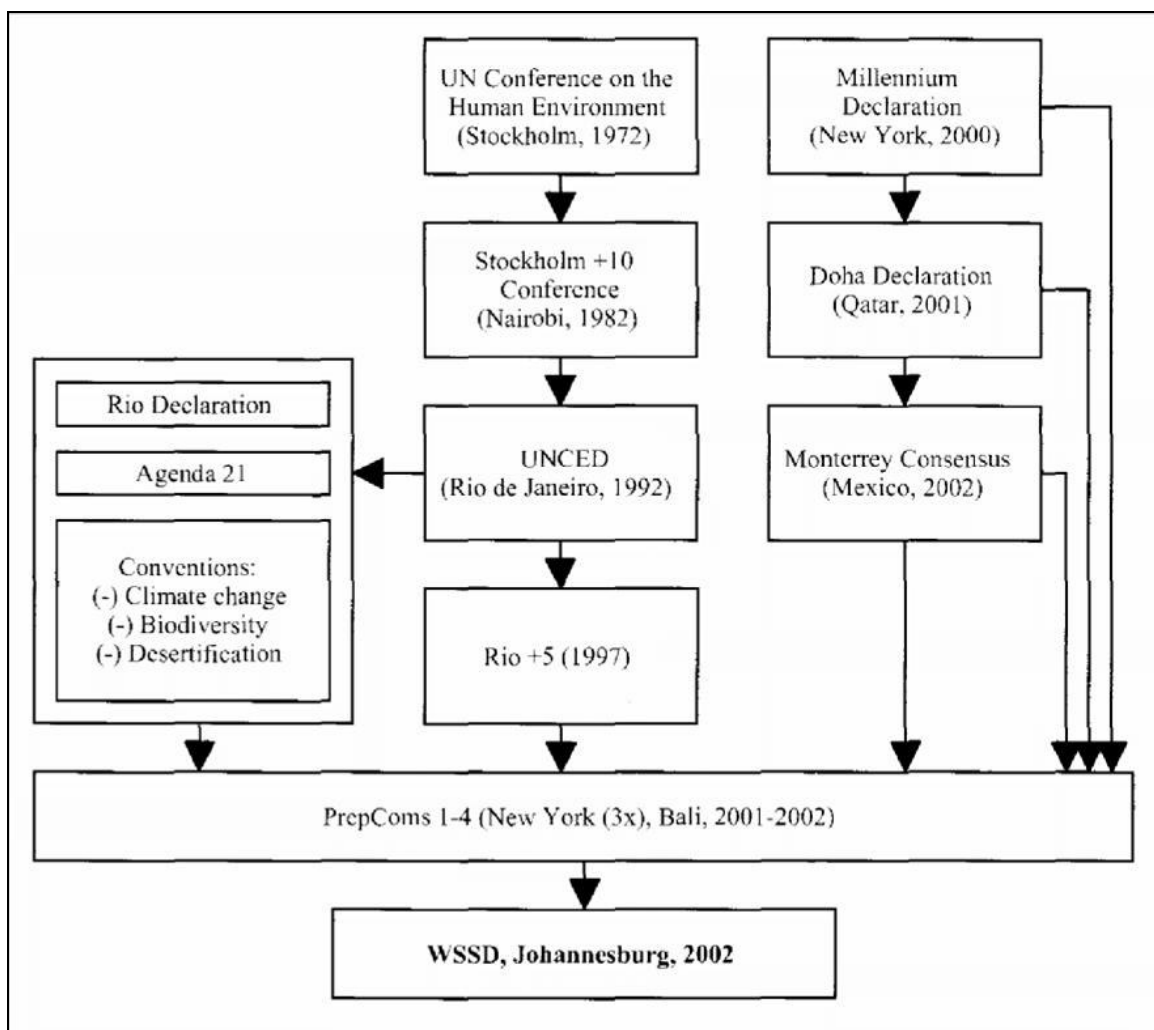 UN Conference on the
Human Environment
(Stockholm, 1972)
Millennium
Declaration
(New York, 2000)
Stockholm +10
Conference
(Nairobi, 1982)
Doha Declaration
(Qatar, 2001)
Rio Declaration
Agenda 21
Conventions:
(-) Climate change
(-) Biodiversity
(-) Desertification
UNCED
(Rio de Janeiro, 1992)
Monterrey Consensus
(Mexico, 2002)
Rio +5 (1997)
PrepComs 1-4 (New York (3x), Bali, 2001-2002)
WSSD, Johannesburg, 2002